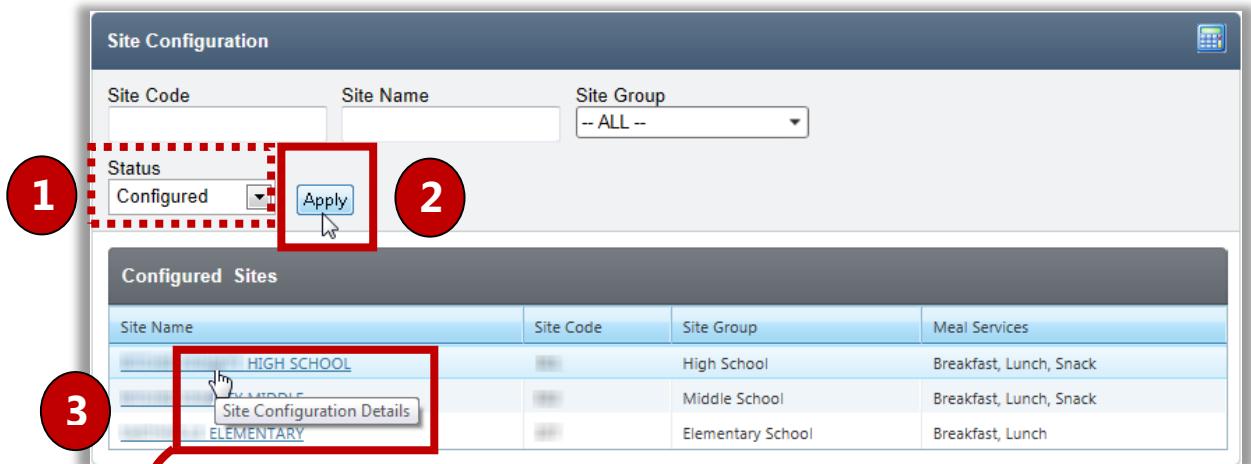 Site Configuration
Site Code Site Name Site Group
-- ALL --
Status
1 Configured Apply 2
Configured Sites
Site Name Site Code Site Group Meal Services
HIGH SCHOOL High School Breakfast, Lunch, Snack
MIDDLE Middle School Breakfast, Lunch, Snack
3 Site Configuration Details
ELEMENTARY Elementary School Breakfast, Lunch